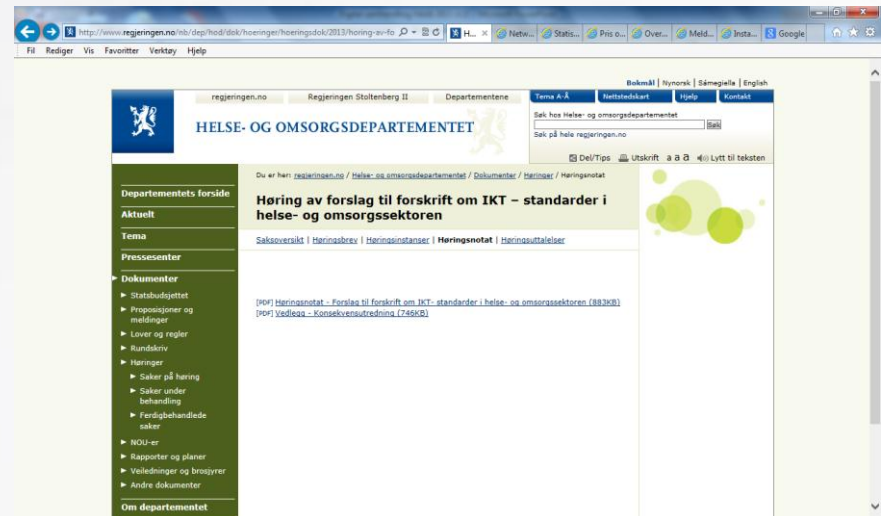 http://www.regjeringen.no/nb/dep/hod/dok/hoeringer/hoeringsdok/2013/horing-av-fo
H...
Netw...
Statis...
Pris o...
Over...
Meld...
Insta...
Google
Fil Rediger Vis Favoritter Verktøy Hjelp
Bokmål | Nynorsk | Sámegiella | English
regjeringen.no Regjeringen Stoltenberg II Departementene Tema A-Å Nettstedskart Hjelp Kontakt
HELSE- OG OMSORGSDEPARTEMENTET
Søk hos Helse- og omsorgsdepartementet
Søk
Søk på hele regjeringen.no
Del/Tips Utskrift a a a Lytt til teksten
Du er her: regjeringen.no / Helse- og omsorgsdepartementet / Dokumenter / Høringer / Høringsnotat
Høring av forslag til forskrift om IKT – standarder i
helse- og omsorgssektoren
Saksoversikt | Høringsbrev | Høringsinstanser | Høringsnotat | Høringsuttalelser
[PDF] Høringsnotat - Forslag til forskrift om IKT- standarder i helse- og omsorgssektoren (883KB)
[PDF] Vedlegg - Konsekvensutredning (746KB)
Departementets forside
Aktuelt
Tema
Pressesenter
Dokumenter
Statsbudsjettet
Proposisjoner og
meldinger
Lover og regler
Rundskriv
Høringer
Saker på høring
Saker under
behandling
Ferdigbehandlede
saker
NOU-er
Rapporter og planer
Veiledninger og brosjyrer
Andre dokumenter
Om departementet